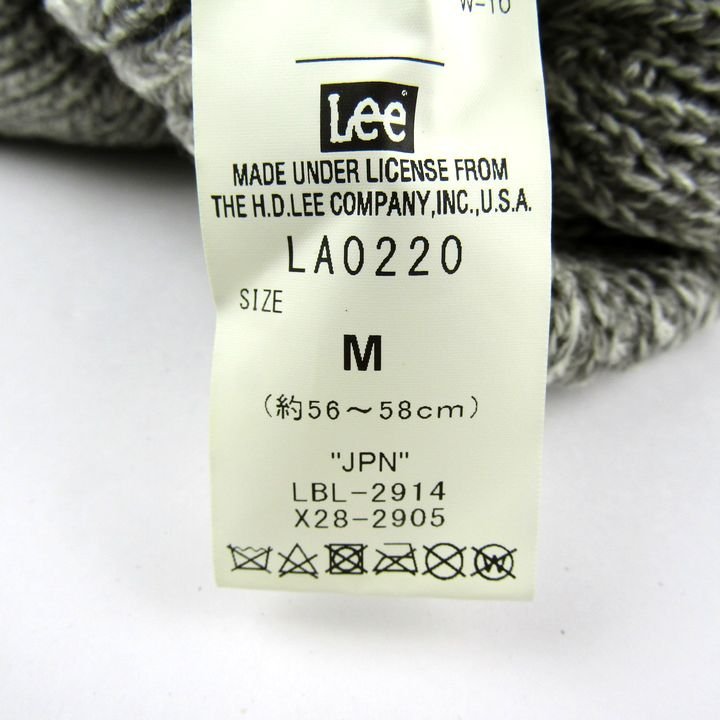 W-10
Lee
MADE UNDER LICENSE FROM
THE H.D.LEE COMPANY,INC.,U.S.A.
LA0220
SIZE
M
(約56～58cm)
"JPN"
LBL-2914
X28-2905
W